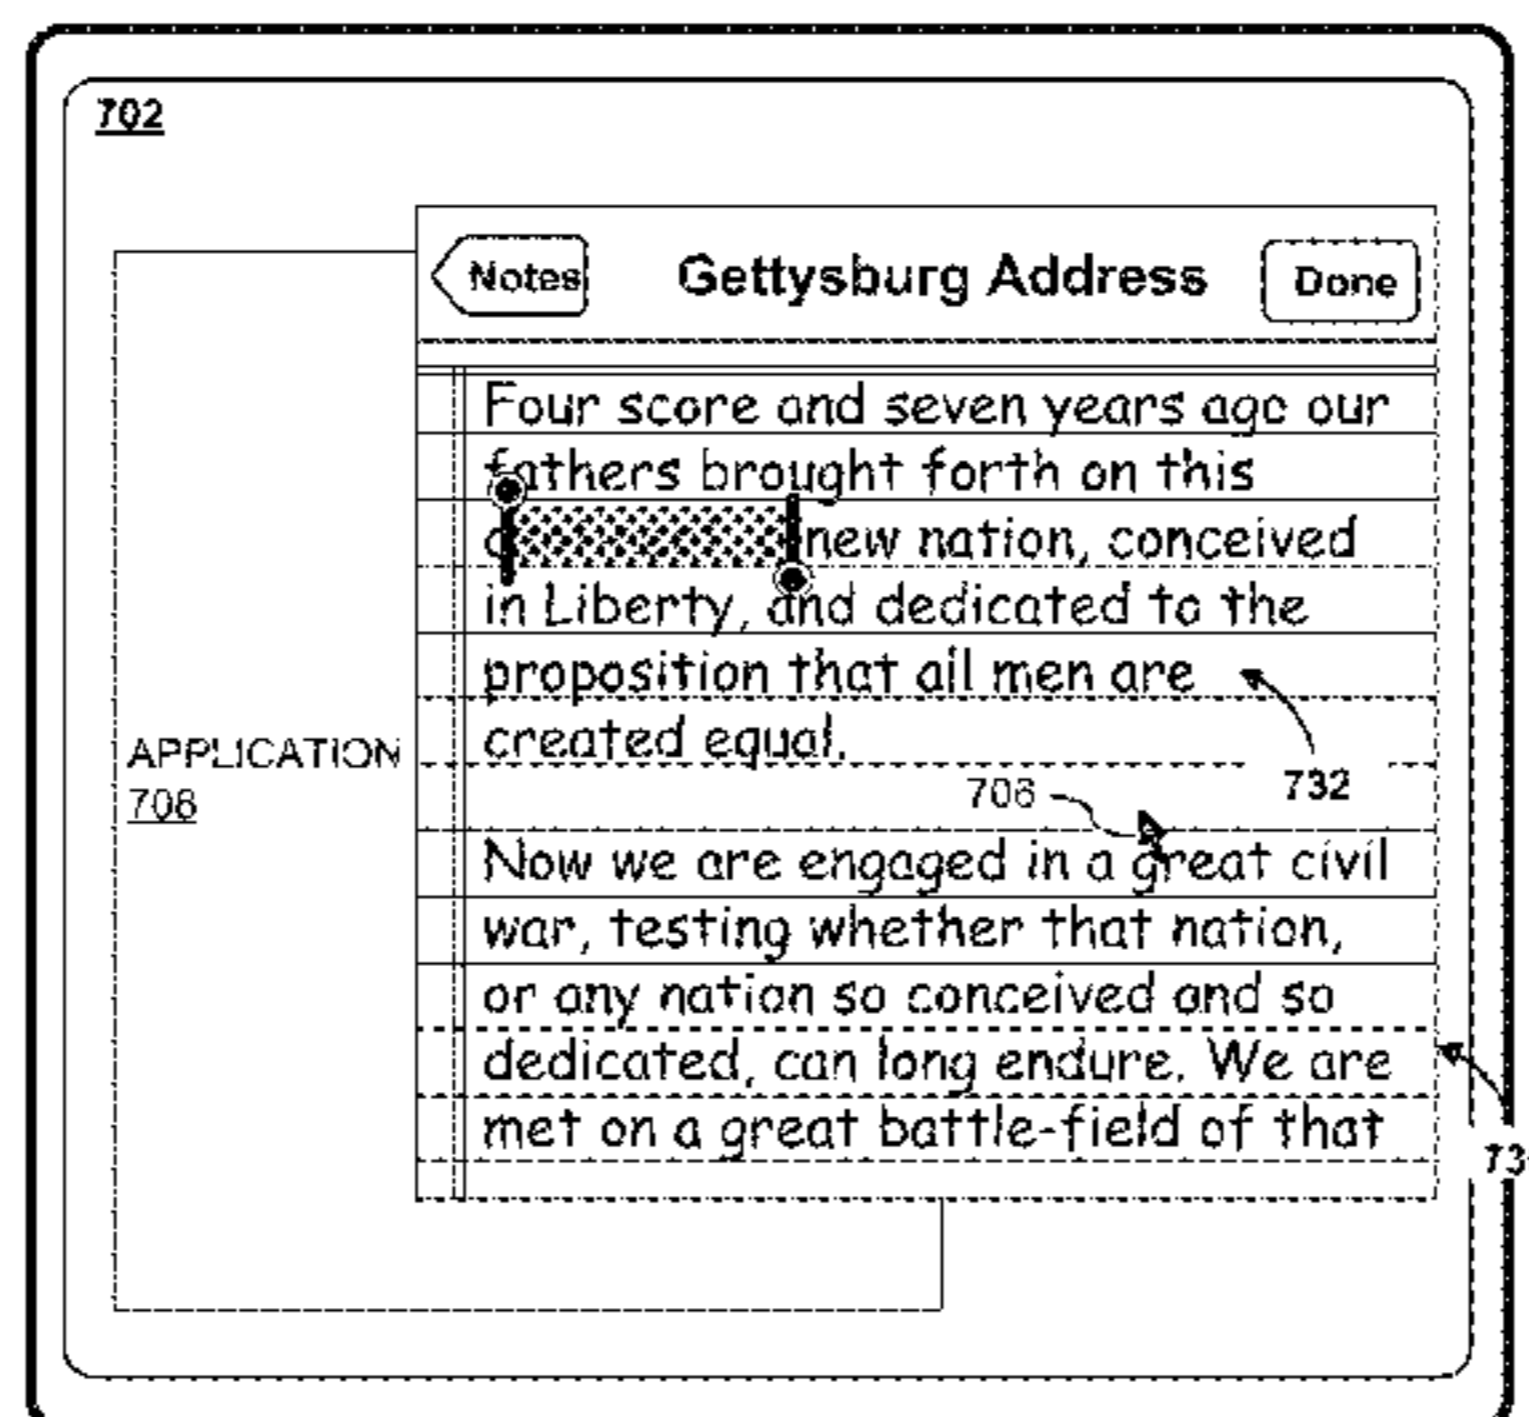 702
Notes
Gettysburg Address
Done
Four score and seven years ago our
fathers brought forth on this
new nation, conceived
in Liberty, and dedicated to the
proposition that all men are
created equal.
732
706
APPLICATION
708
Now we are engaged in a great civil
war, testing whether that nation,
or any nation so conceived and so
dedicated, can long endure. We are
met on a great battle-field of that